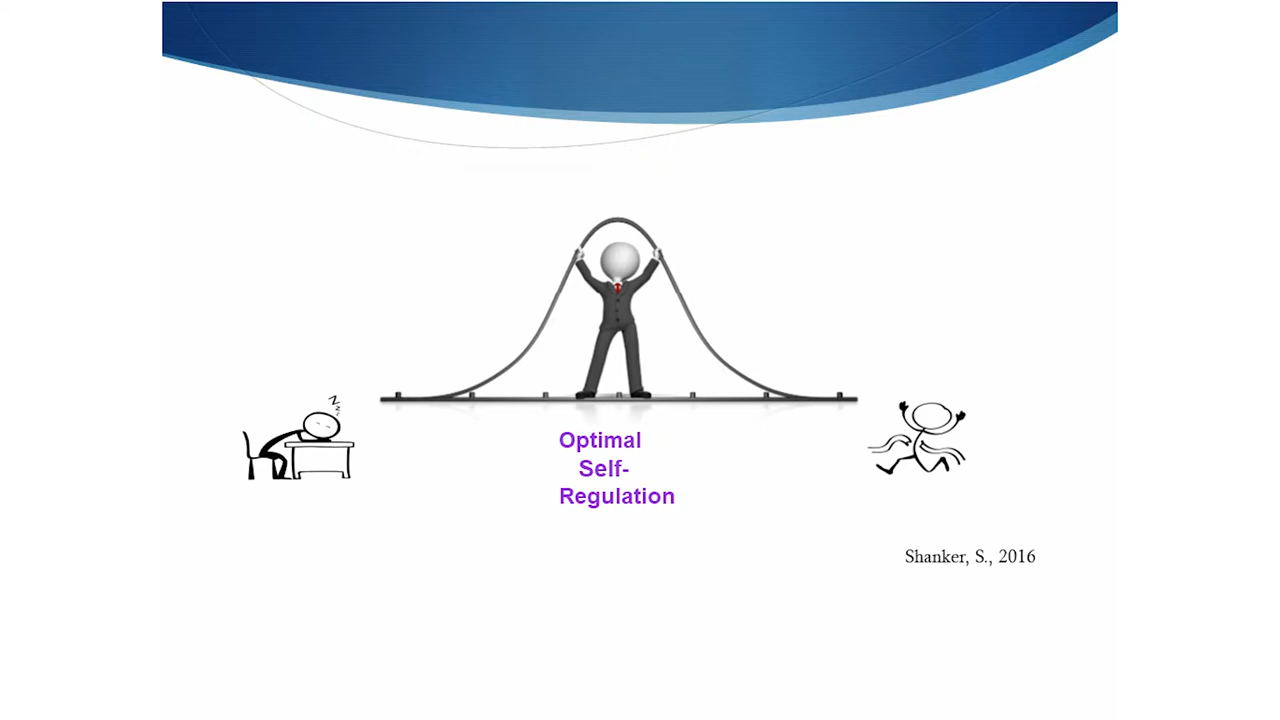 z
z
z
Optimal
Self-
Regulation
Shanker, S., 2016